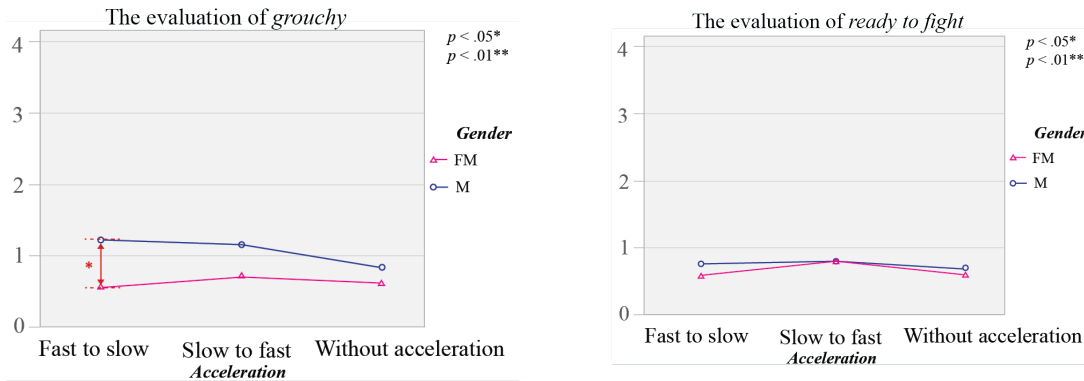 The evaluation of grouchy
p < .05*
p < .01**
4
3
2
1
0
Gender
FM
M
*
Fast to slow
Slow to fast
Without acceleration
Acceleration
The evaluation of ready to fight
p < .05*
p < .01**
4
3
2
1
0
Gender
FM
M
Fast to slow
Slow to fast
Without acceleration
Acceleration